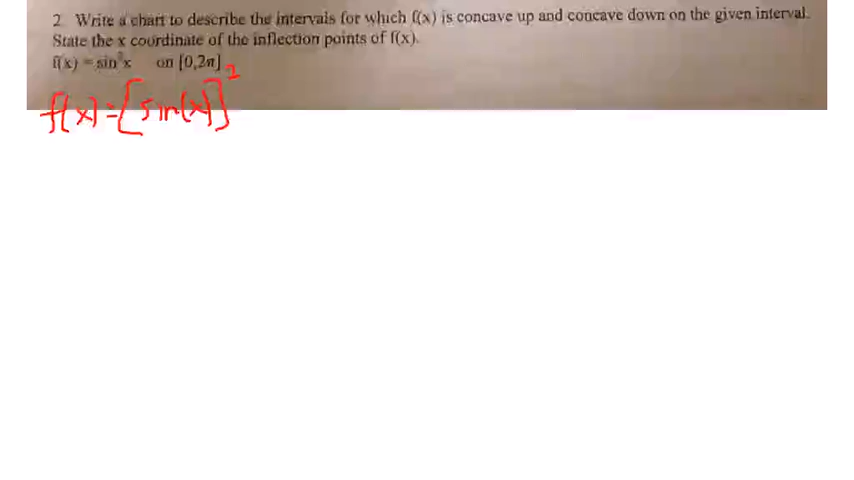 2. Write a chart to describe the intervals for which f(x) is concave up and concave down on the given interval.
State the x coordinate of the inflection points of f(x).
f(x) = sin²x on [0,2π]
f(x)=[sin(x)]²